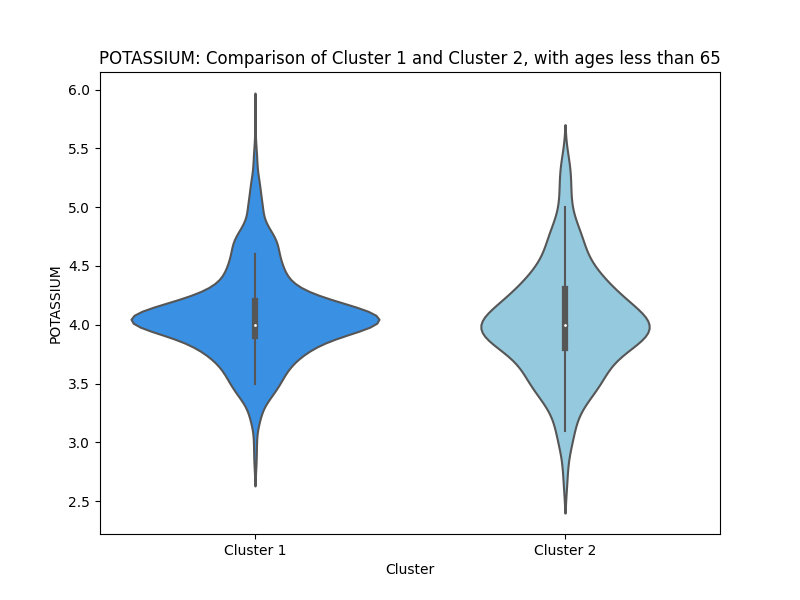 POTASSIUM: Comparison of Cluster 1 and Cluster 2, with ages less than 65
6.0
5.5
5.0
4.5
4.0
3.5
3.0
2.5
POTASSIUM
Cluster 1
Cluster 2
Cluster